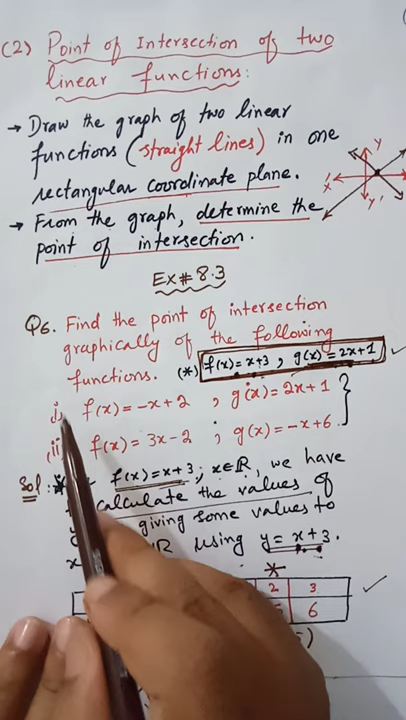 (2) Point of Intersection of two
linear functions:
→ Draw the graph of two linear
functions (straight lines) in one
rectangular coordinate plane.
→ From the graph, determine the
point of intersection.
Y
X'
X
Y'
EX# 8.3
Q6. Find the point of intersection
graphically of the following
functions. (*) f(x)=x+3, g(x)=2x+1
i, f(x)=-x+2 ; g(x)=2x+1
ii f(x)=3x-2 ; g(x)=-x+6.
Sol: f(x)=x+3; x∈ℝ, we have
calculate the values of
giving some values to
x ℝ using y=x+3.
*
2 3
6